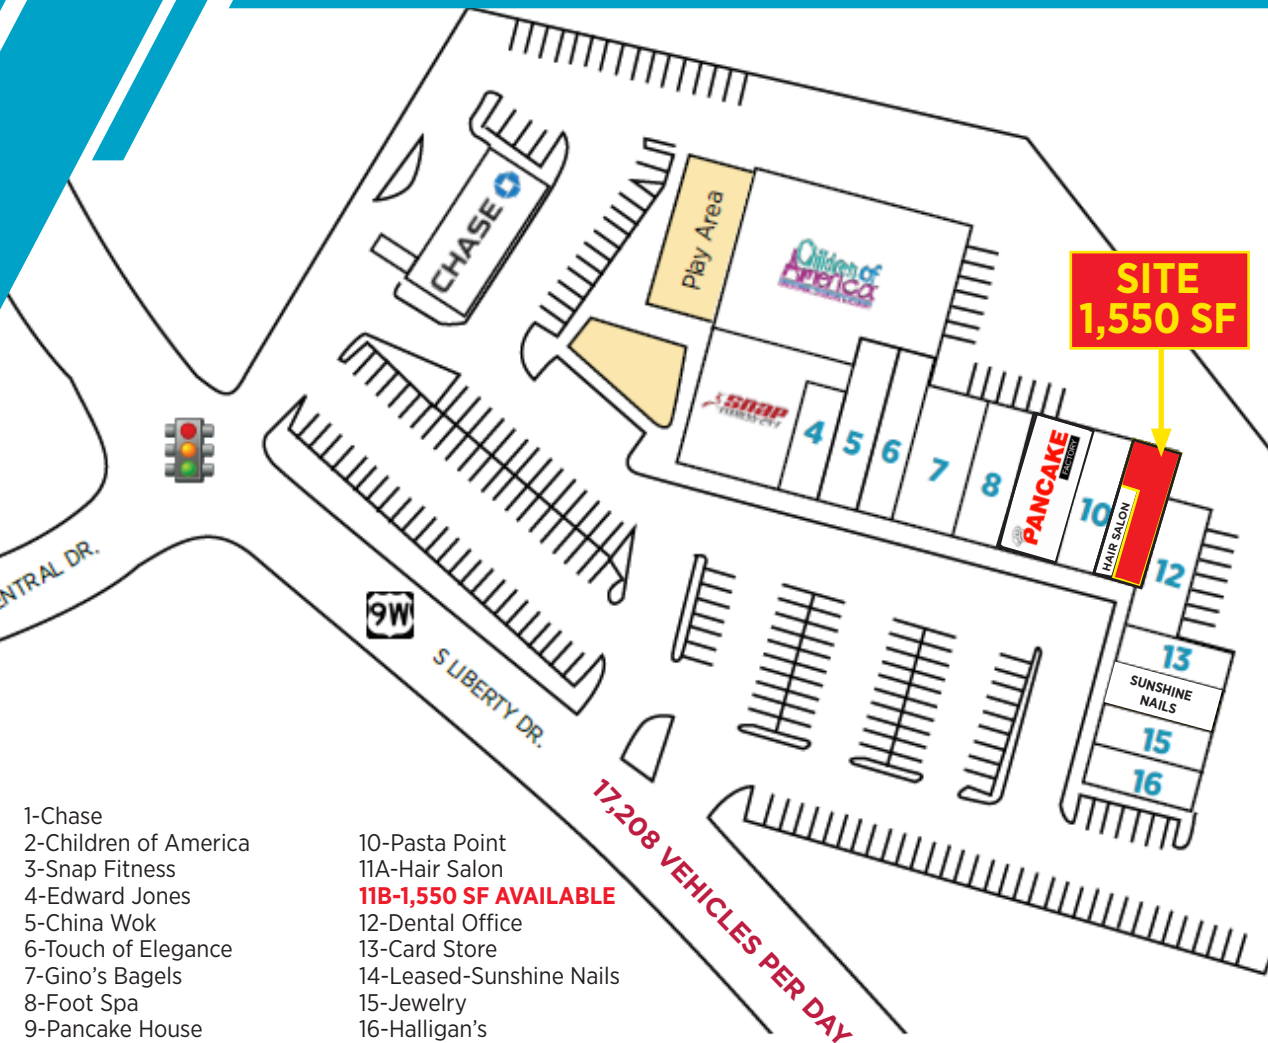 CHASE
Play Area
Children of
America
SITE
1,550 SF
snap
4
5
6
7
8
PANCAKE
FACTORY
10
HAIR SALON
12
13
SUNSHINE
NAILS
15
16
ENTRAL DR.
9W
S LIBERTY DR.
17,208 VEHICLES PER DAY
1-Chase
2-Children of America
3-Snap Fitness
4-Edward Jones
5-China Wok
6-Touch of Elegance
7-Gino's Bagels
8-Foot Spa
9-Pancake House
10-Pasta Point
11A-Hair Salon
11B-1,550 SF AVAILABLE
12-Dental Office
13-Card Store
14-Leased-Sunshine Nails
15-Jewelry
16-Halligan's